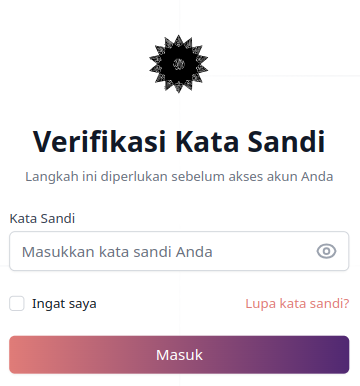 Verifikasi Kata Sandi
Langkah ini diperlukan sebelum akses akun Anda
Kata Sandi
Masukkan kata sandi Anda
Ingat saya
Lupa kata sandi?
Masuk